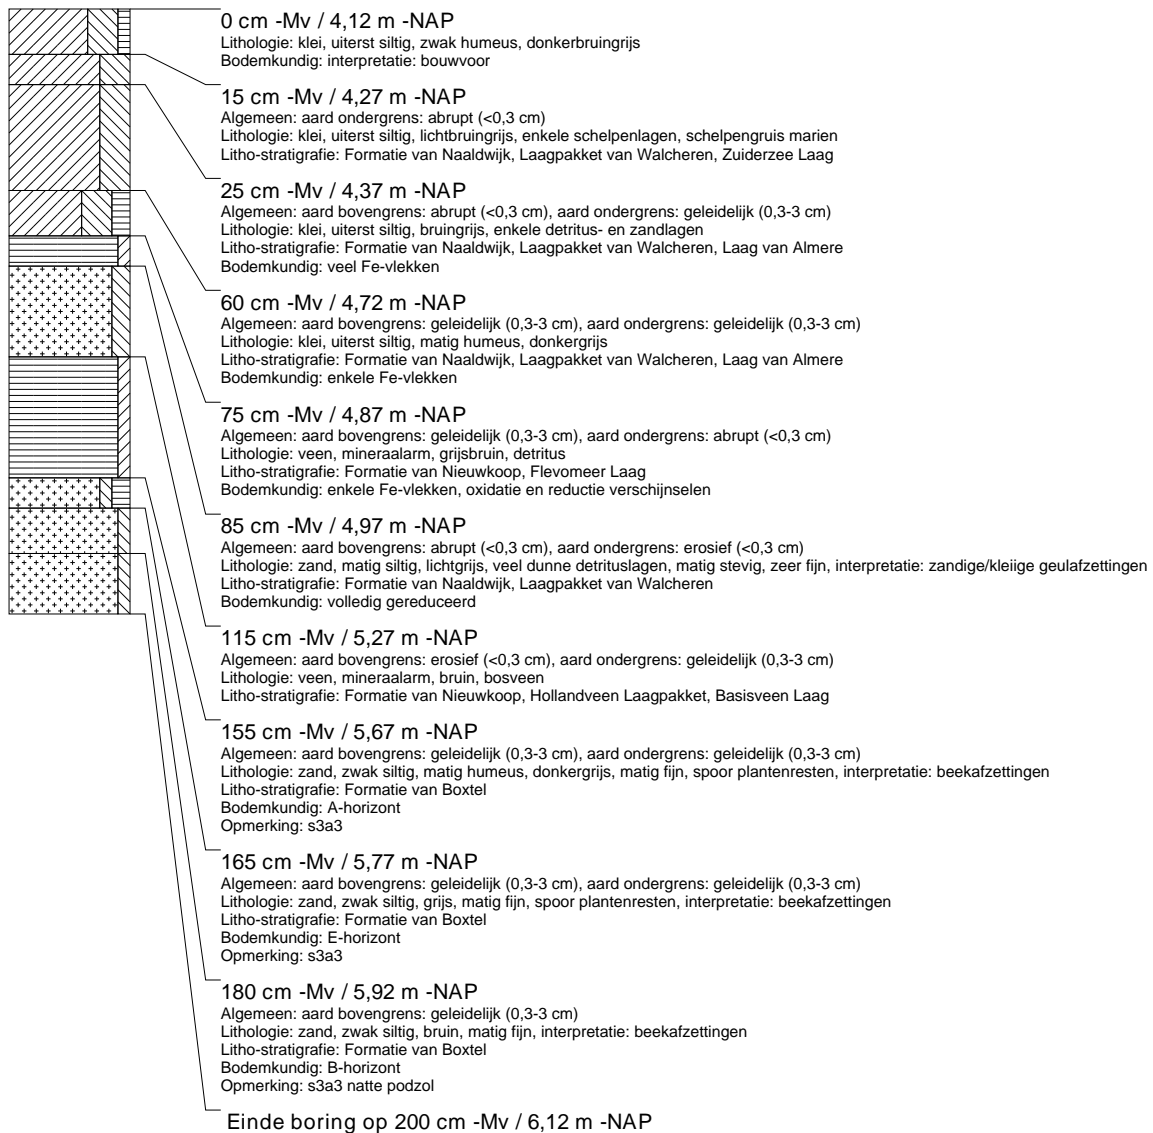 0 cm -Mv / 4,12 m -NAP
Lithologie: klei, uiterst siltig, zwak humeus, donkerbruingrijs
Bodemkundig: interpretatie: bouwvoor
15 cm -Mv / 4,27 m -NAP
Algemeen: aard ondergrens: abrupt (<0,3 cm)
Lithologie: klei, uiterst siltig, lichtbruingrijs, enkele schelpenlagen, schelpengruis marien
Litho-stratigrafie: Formatie van Naaldwijk, Laagpakket van Walcheren, Zuiderzee Laag
25 cm -Mv / 4,37 m -NAP
Algemeen: aard bovengrens: abrupt (<0,3 cm), aard ondergrens: geleidelijk (0,3-3 cm)
Lithologie: klei, uiterst siltig, bruingrijs, enkele detritus- en zandlagen
Litho-stratigrafie: Formatie van Naaldwijk, Laagpakket van Walcheren, Laag van Almere
Bodemkundig: veel Fe-vlekken
60 cm -Mv / 4,72 m -NAP
Algemeen: aard bovengrens: geleidelijk (0,3-3 cm), aard ondergrens: geleidelijk (0,3-3 cm)
Lithologie: klei, uiterst siltig, matig humeus, donkergrijs
Litho-stratigrafie: Formatie van Naaldwijk, Laagpakket van Walcheren, Laag van Almere
Bodemkundig: enkele Fe-vlekken
75 cm -Mv / 4,87 m -NAP
Algemeen: aard bovengrens: geleidelijk (0,3-3 cm), aard ondergrens: abrupt (<0,3 cm)
Lithologie: veen, mineraalarm, grijsbruin, detritus
Litho-stratigrafie: Formatie van Nieuwkoop, Flevomeer Laag
Bodemkundig: enkele Fe-vlekken, oxidatie en reductie verschijnselen
85 cm -Mv / 4,97 m -NAP
Algemeen: aard bovengrens: abrupt (<0,3 cm), aard ondergrens: erosief (<0,3 cm)
Lithologie: zand, matig siltig, lichtgrijs, veel dunne detrituslagen, matig stevig, zeer fijn, interpretatie: zandige/kleiige geulafzettingen
Litho-stratigrafie: Formatie van Naaldwijk, Laagpakket van Walcheren
Bodemkundig: volledig gereduceerd
115 cm -Mv / 5,27 m -NAP
Algemeen: aard bovengrens: erosief (<0,3 cm), aard ondergrens: geleidelijk (0,3-3 cm)
Lithologie: veen, mineraalarm, bruin, bosveen
Litho-stratigrafie: Formatie van Nieuwkoop, Hollandveen Laagpakket, Basisveen Laag
155 cm -Mv / 5,67 m -NAP
Algemeen: aard bovengrens: geleidelijk (0,3-3 cm), aard ondergrens: geleidelijk (0,3-3 cm)
Lithologie: zand, zwak siltig, matig humeus, donkergrijs, matig fijn, spoor plantenresten, interpretatie: beekafzettingen
Litho-stratigrafie: Formatie van Boxtel
Bodemkundig: A-horizont
Opmerking: s3a3
165 cm -Mv / 5,77 m -NAP
Algemeen: aard bovengrens: geleidelijk (0,3-3 cm), aard ondergrens: geleidelijk (0,3-3 cm)
Lithologie: zand, zwak siltig, grijs, matig fijn, spoor plantenresten, interpretatie: beekafzettingen
Litho-stratigrafie: Formatie van Boxtel
Bodemkundig: E-horizont
Opmerking: s3a3
180 cm -Mv / 5,92 m -NAP
Algemeen: aard bovengrens: geleidelijk (0,3-3 cm)
Lithologie: zand, zwak siltig, bruin, matig fijn, interpretatie: beekafzettingen
Litho-stratigrafie: Formatie van Boxtel
Bodemkundig: B-horizont
Opmerking: s3a3 natte podzol
Einde boring op 200 cm -Mv / 6,12 m -NAP